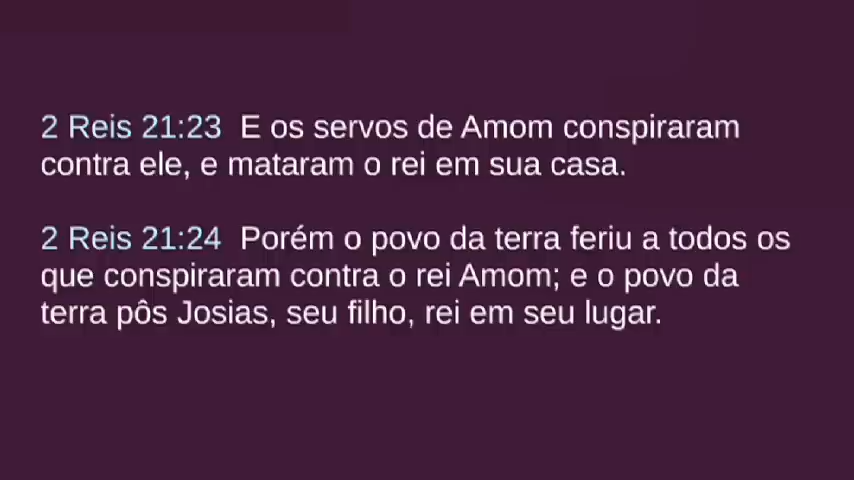 2 Reis 21:23 E os servos de Amom conspiraram
contra ele, e mataram o rei em sua casa.
2 Reis 21:24 Porém o povo da terra feriu a todos os
que conspiraram contra o rei Amom; e o povo da
terra pôs Josias, seu filho, rei em seu lugar.